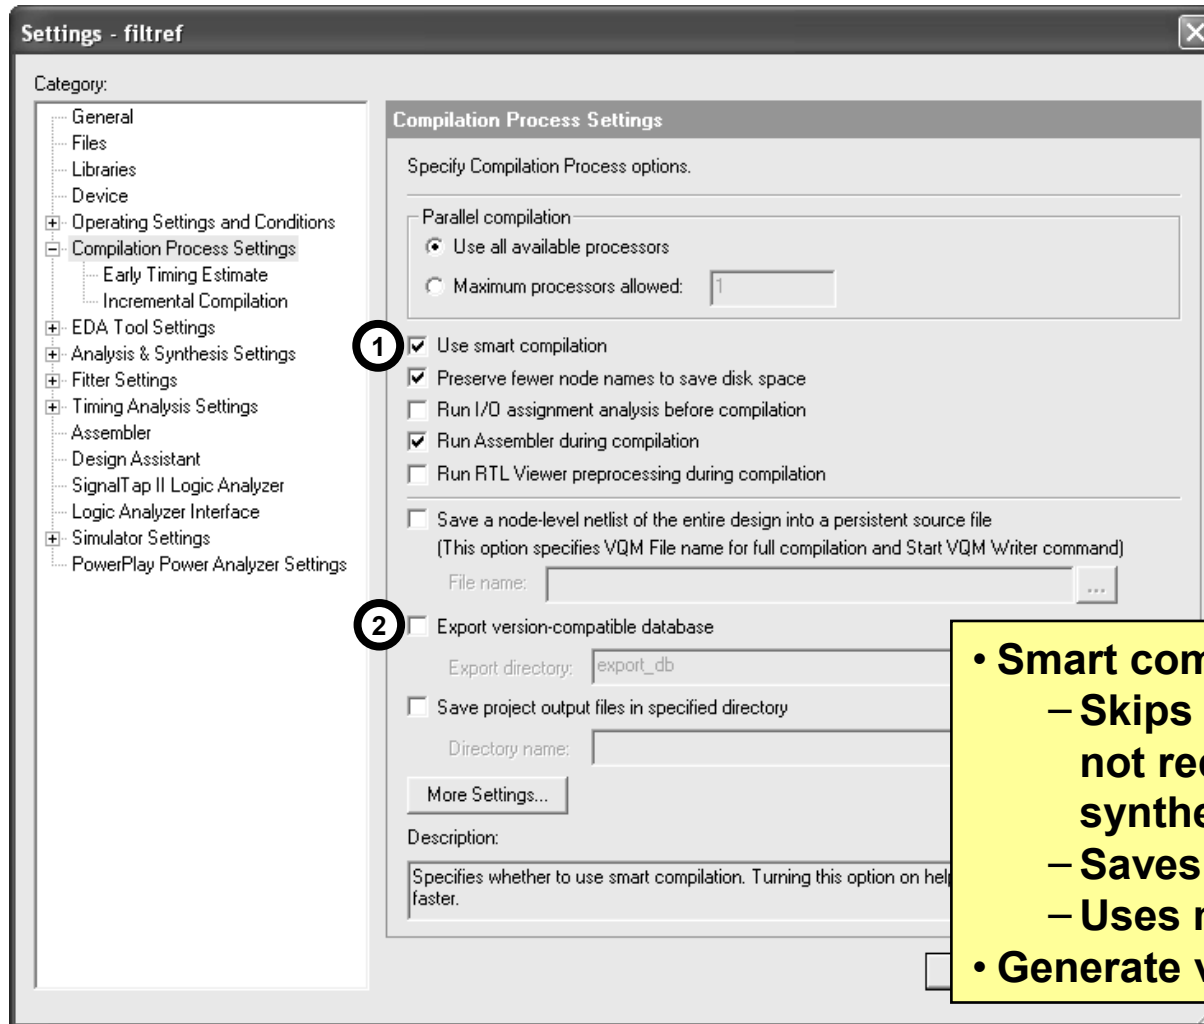 Settings - filtref
Category:
General
Files
Libraries
Device
Operating Settings and Conditions
Compilation Process Settings
Early Timing Estimate
Incremental Compilation
EDA Tool Settings
Analysis & Synthesis Settings
Fitter Settings
Timing Analysis Settings
Assembler
Design Assistant
SignalTap II Logic Analyzer
Logic Analyzer Interface
Simulator Settings
PowerPlay Power Analyzer Settings
Compilation Process Settings
Specify Compilation Process options.
Parallel compilation
Use all available processors
Maximum processors allowed: 1
1 Use smart compilation
Preserve fewer node names to save disk space
Run I/O assignment analysis before compilation
Run Assembler during compilation
Run RTL Viewer preprocessing during compilation
Save a node-level netlist of the entire design into a persistent source file
(This option specifies VQM File name for full compilation and Start VQM Writer command)
File name: ...
2 Export version-compatible database
Export directory: export_db
Save project output files in specified directory
Directory name:
More Settings...
Description:
Specifies whether to use smart compilation. Turning this option on
faster.
• Smart
– Skips
not
– Saves
– Uses
• Generate